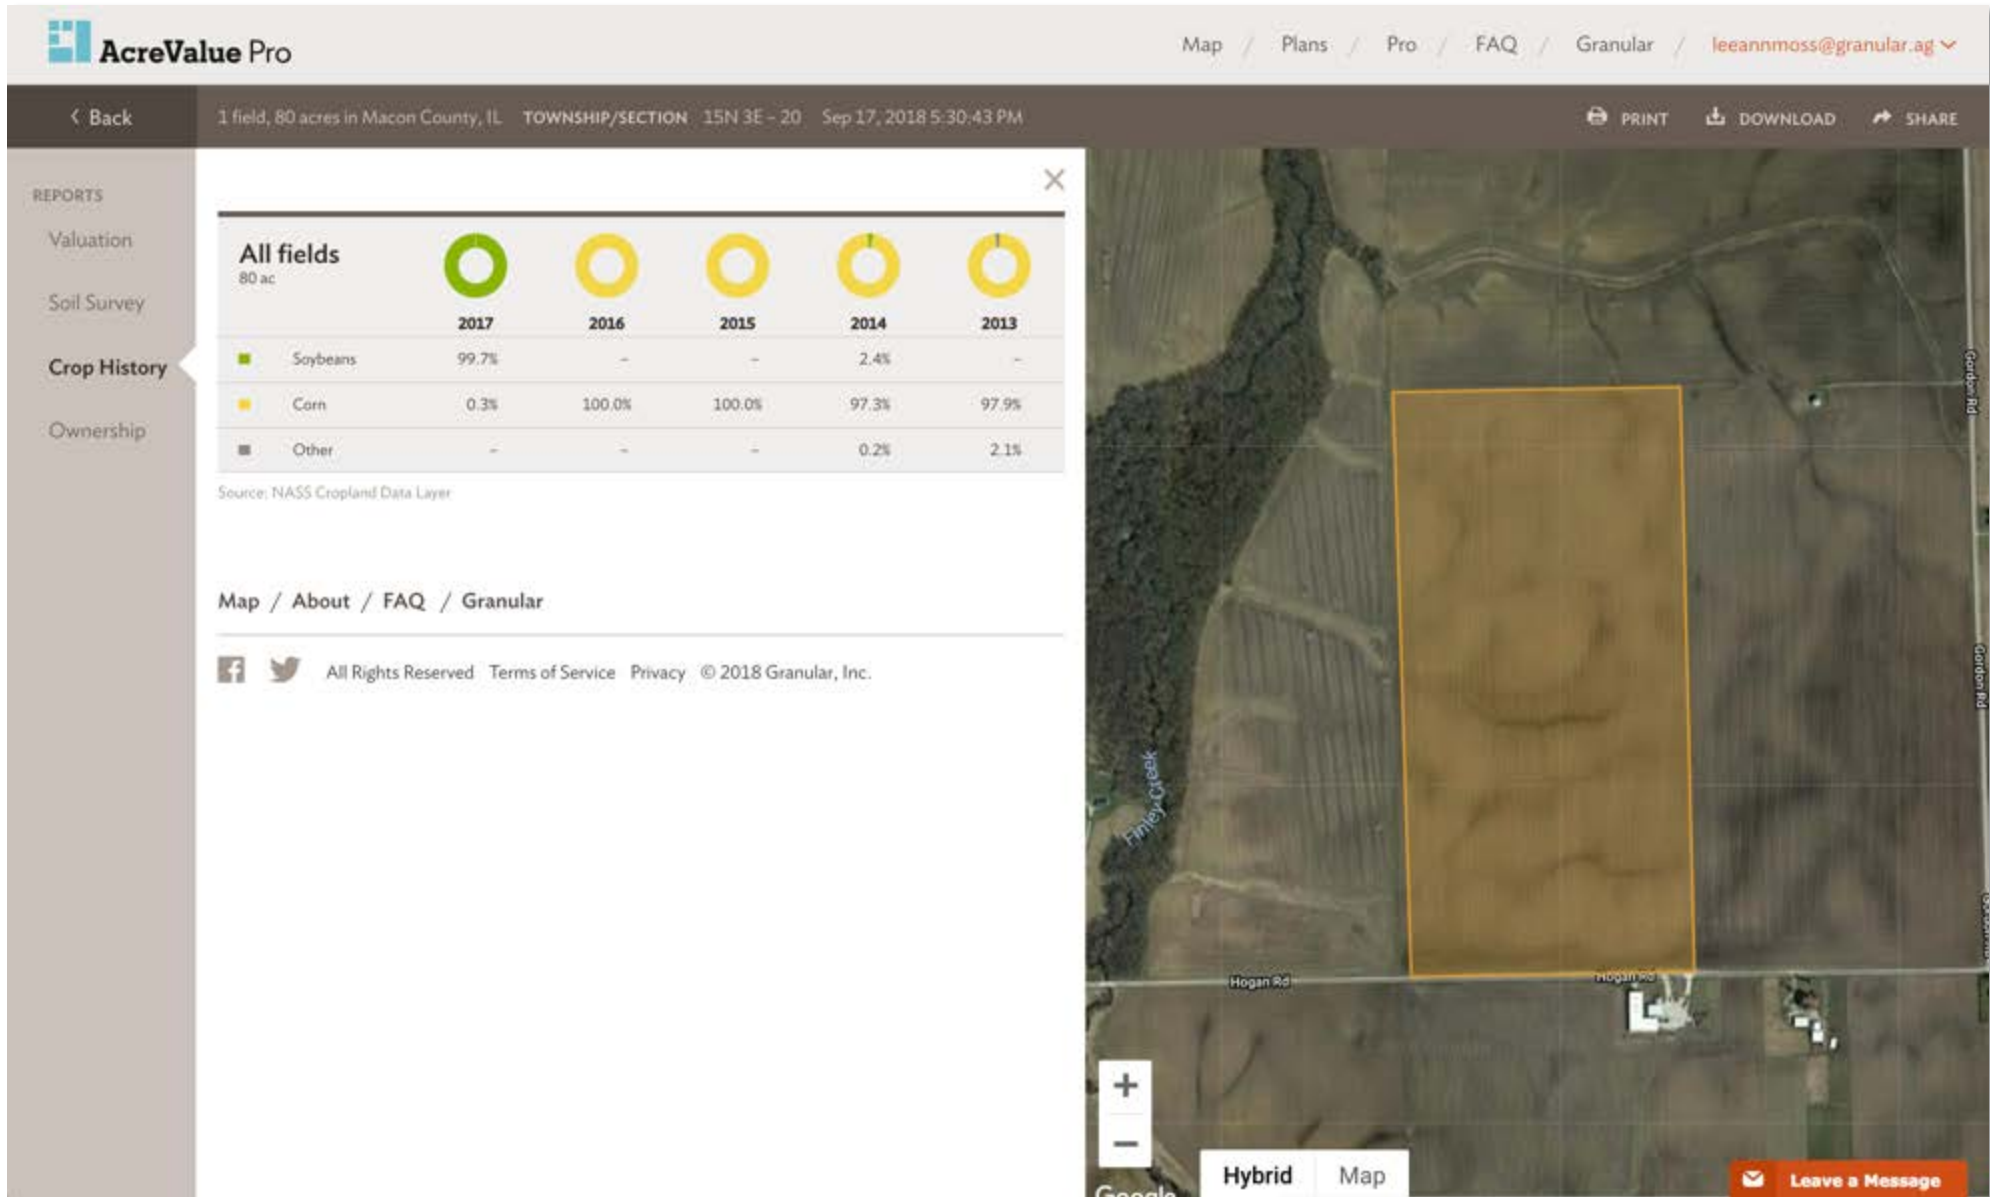 AcreValue Pro
Map / Plans / Pro / FAQ / Granular / leeannmoss@granular.ag
< Back
1 field, 80 acres in Macon County, IL TOWNSHIP/SECTION 15N 3E – 20 Sep 17, 2018 5:30:43 PM
PRINT DOWNLOAD SHARE
REPORTS
Valuation
Soil Survey
Crop History
Ownership
All fields
80 ac
2017 2016 2015 2014 2013
Soybeans 99.7% – – 2.4% –
Corn 0.3% 100.0% 100.0% 97.3% 97.9%
Other – – – 0.2% 2.1%
Source: NASS Cropland Data Layer
Map / About / FAQ / Granular
All Rights Reserved Terms of Service Privacy © 2018 Granular, Inc.
Gordon Rd
Gordon Rd
Finley Creek
Hogan Rd
Hogan Rd
+
−
Google
Hybrid Map
Leave a Message